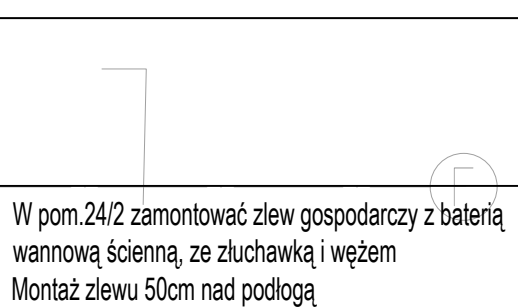 W pom.24/2 zamontować zlew gospodarczy z baterią
wannową ścienną, ze złuchawką i wężem
Montaż zlewu 50cm nad podłogą